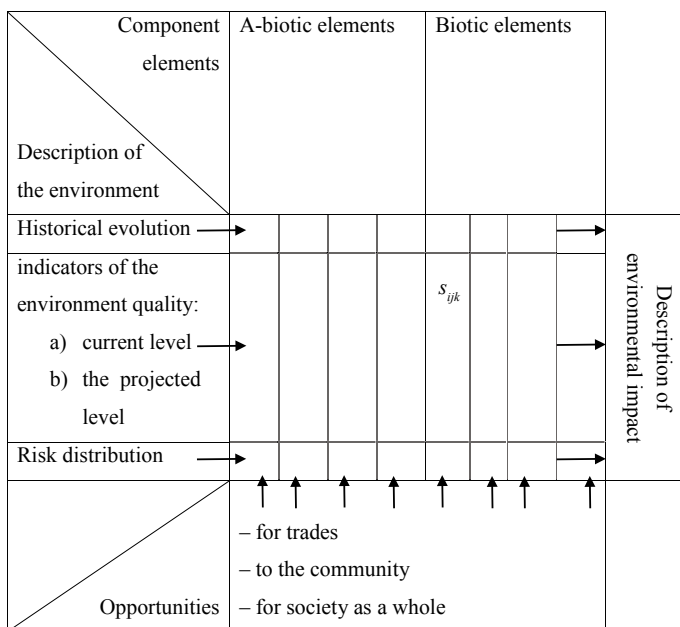 Component
elements
A-biotic elements
Biotic elements
Description of
the environment
Historical evolution
indicators of the
environment quality:
a) current level
b) the projected
level
s_{ijk}
Risk distribution
Description of
environmental impact
– for trades
– to the community
Opportunities
– for society as a whole